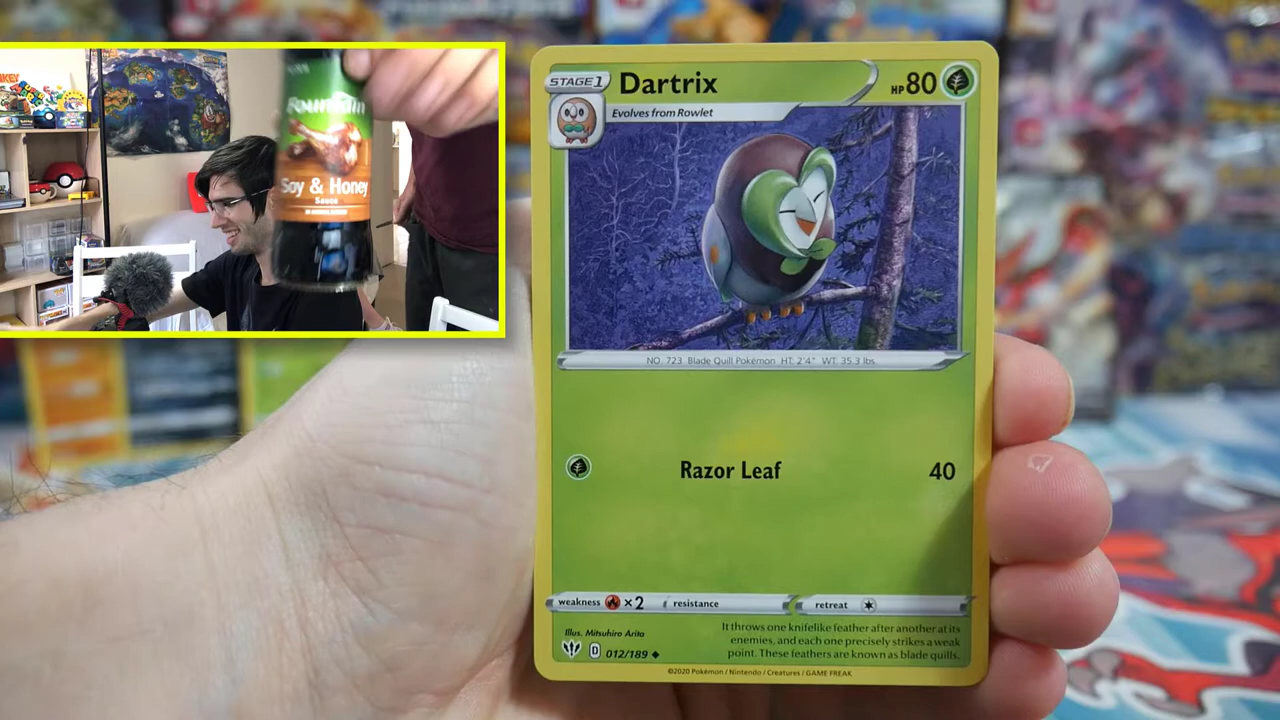 Fountain
Soy & Honey
Sauce
STAGE 1
Dartrix
HP 80
Evolves from Rowlet
NO. 723 Blade Quill Pokémon HT: 2'4" WT: 35.3 lbs.
Razor Leaf 40
weakness ×2 resistance retreat
Illus. Mitsuhiro Arita
It throws one knifelike feather after another at its
enemies, and each one precisely strikes a weak
point. These feathers are known as blade quills.
D 012/189
©2020 Pokémon / Nintendo / Creatures / GAME FREAK